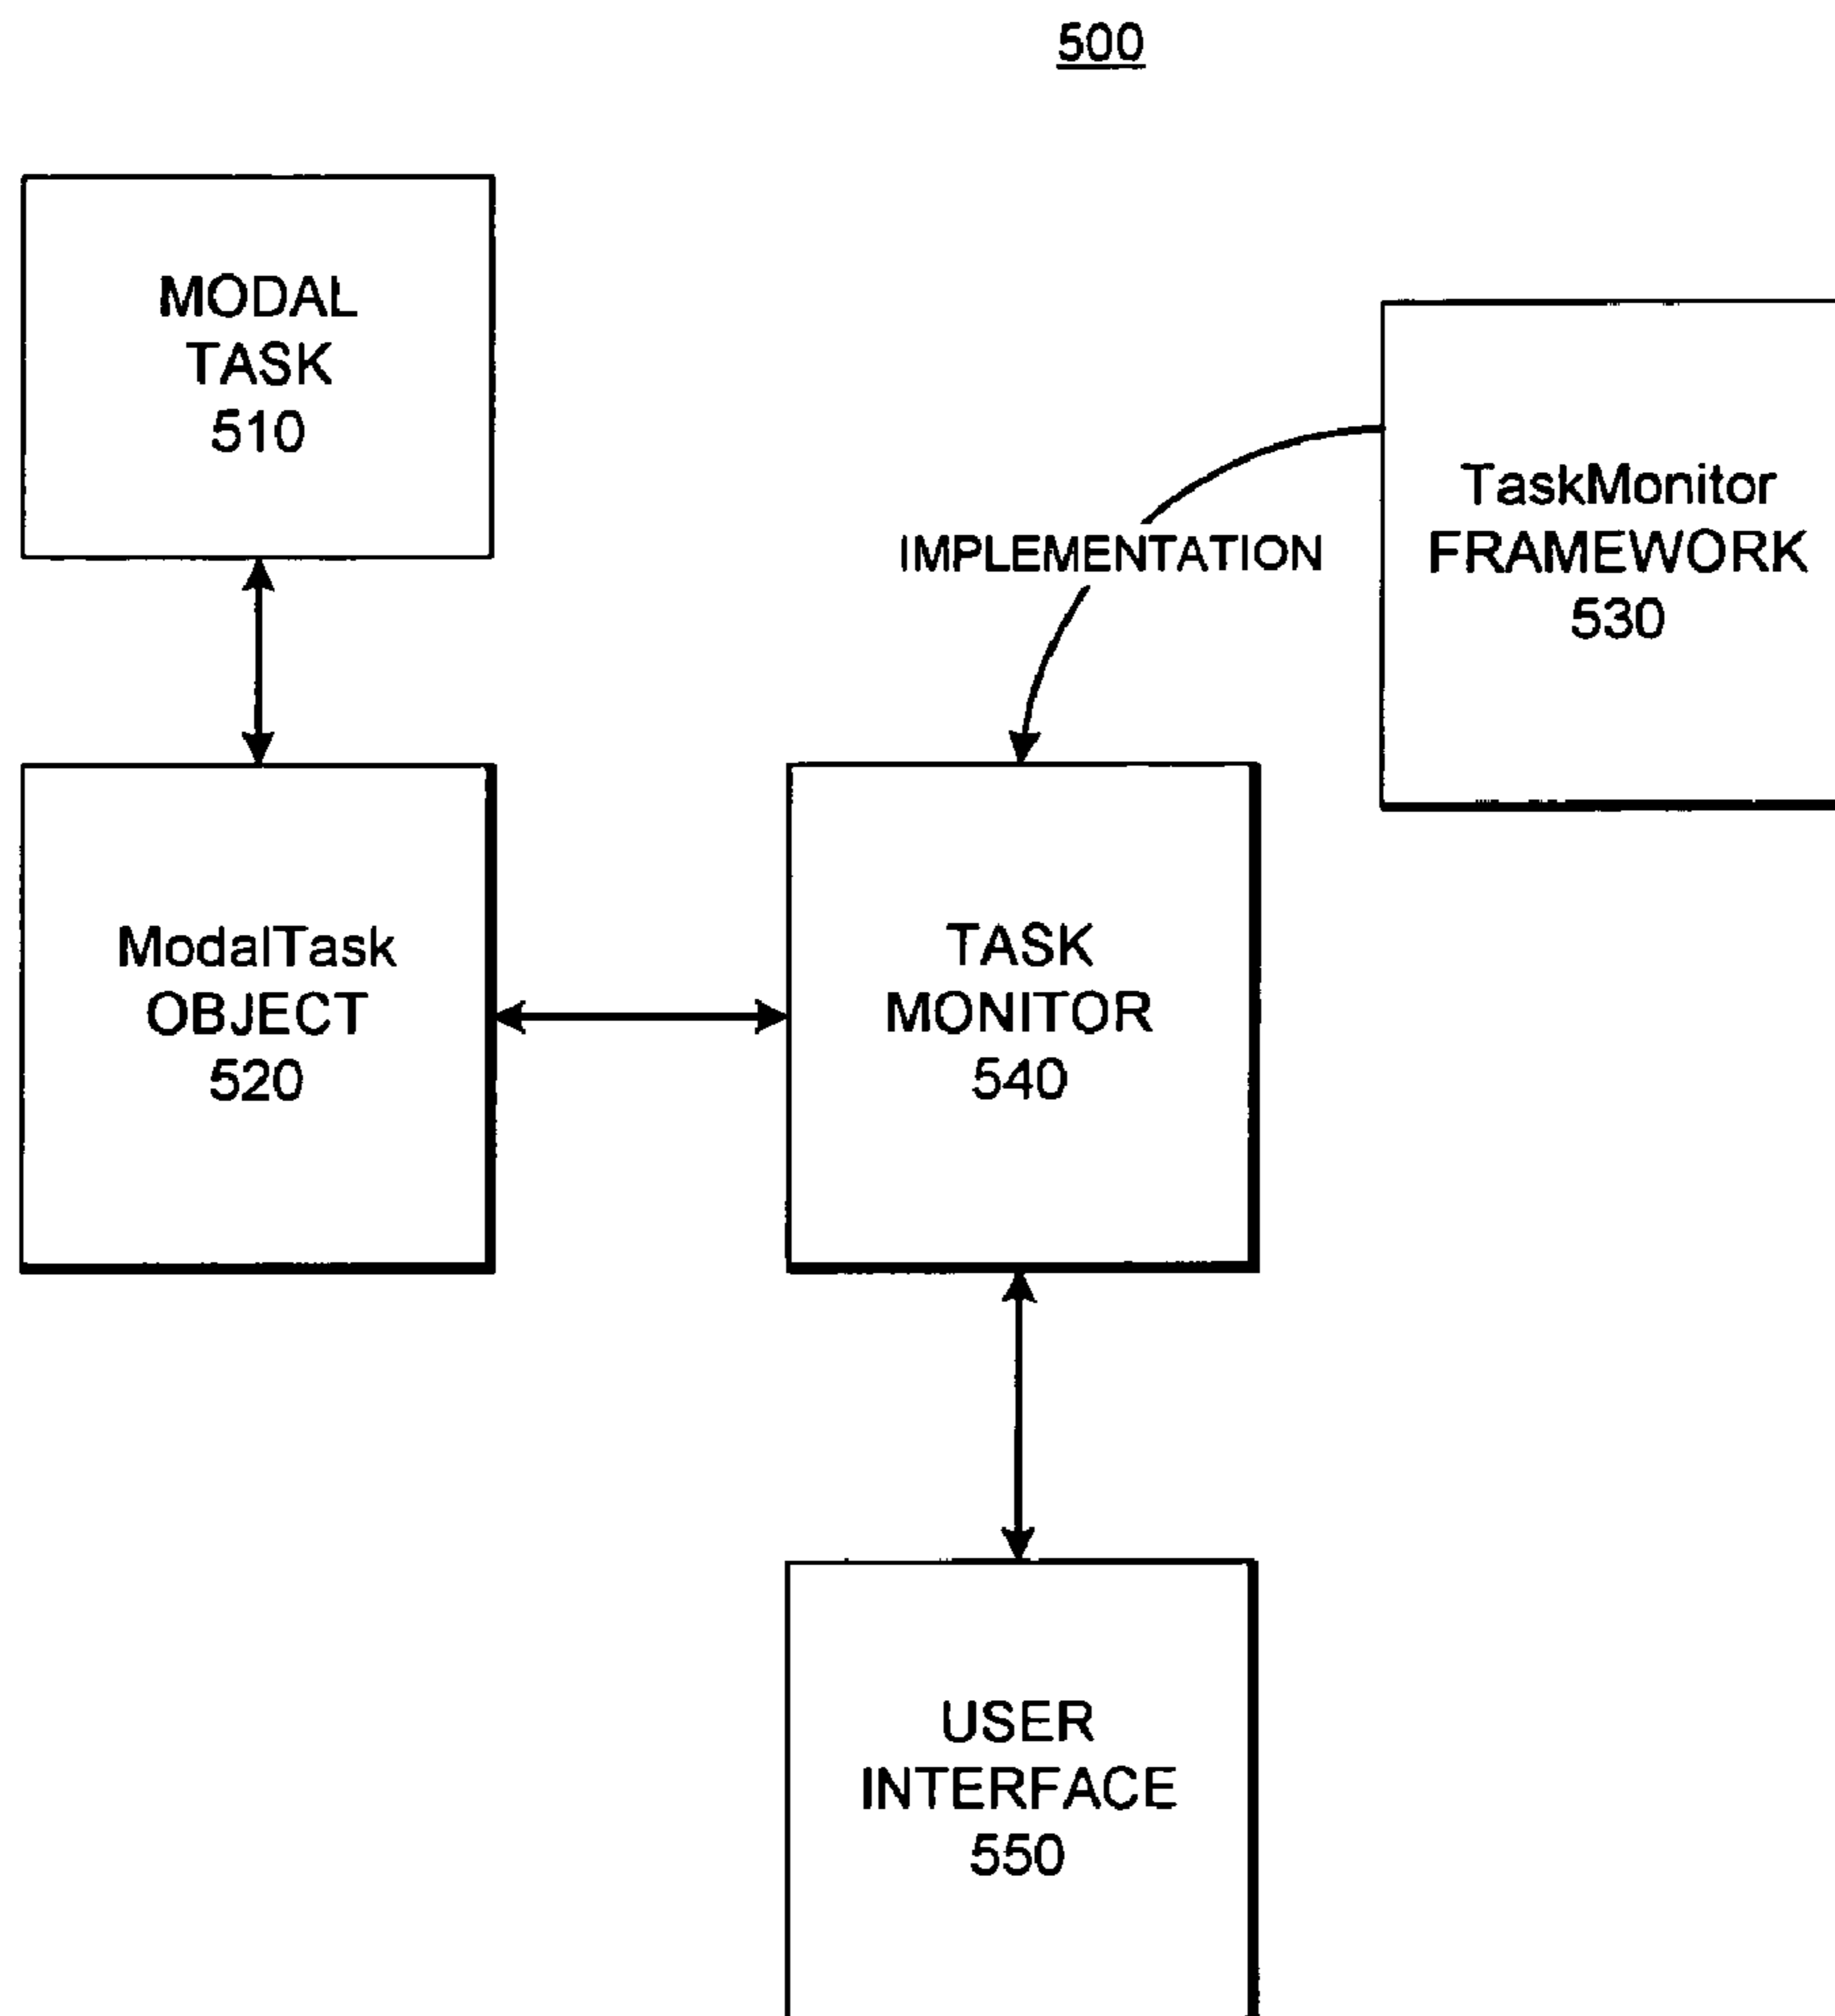 500
MODAL
TASK
510
TaskMonitor
FRAMEWORK
530
IMPLEMENTATION
ModalTask
OBJECT
520
TASK
MONITOR
540
USER
INTERFACE
550